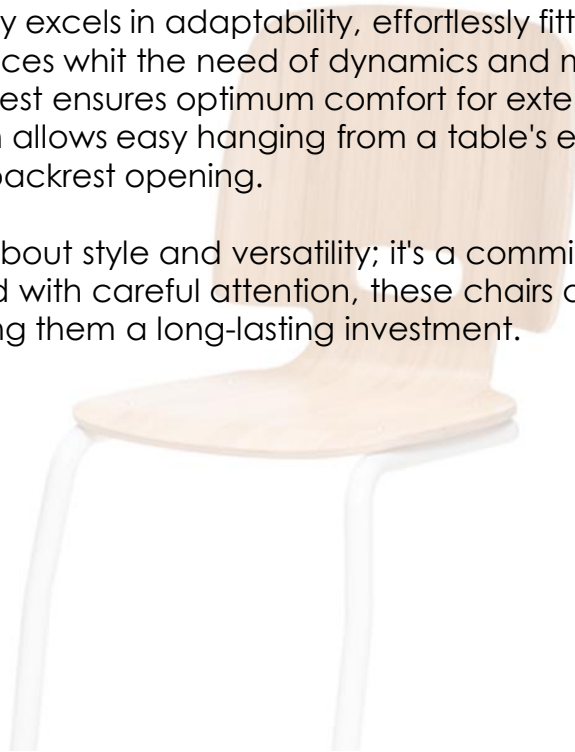 y excels in adaptability, effortlessly fitt
ces whit the need of dynamics and m
est ensures optimum comfort for exte
allows easy hanging from a table's e
backrest opening.
bout style and versatility; it's a commi
d with careful attention, these chairs a
ng them a long-lasting investment.